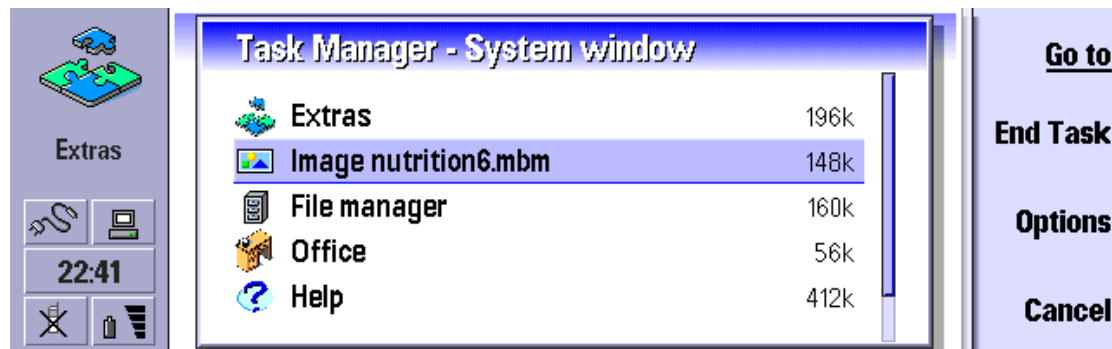 Extras
22:41
Task Manager - System window
Extras 196k
Image nutrition6.mbm 148k
File manager 160k
Office 56k
Help 412k
Go to
End Task
Options
Cancel